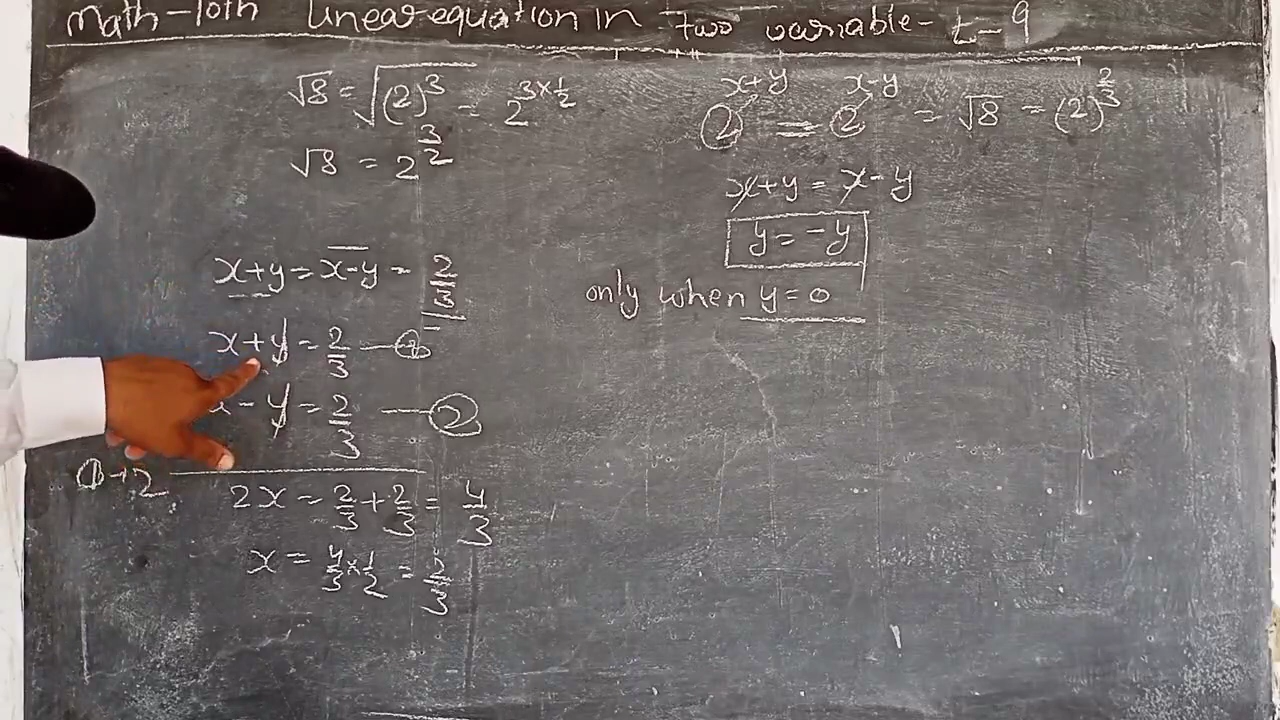 Math-10th Linear equation in two variable- t-9
√8 = √(2)^3 = 2^(3×1/2)
√8 = 2^(3/2)
x+y = x-y = 2/3
x+y = 2/3 —①
x-y = 2/3 —②
①+2
2x = 2/3 + 2/3 = 4/3
x = 4/3 × 1/2 = 2/3
2^(x+y) = 2^(x-y) = √8 = (2)^(2/3)
x+y = x-y
y = -y
only when y=0